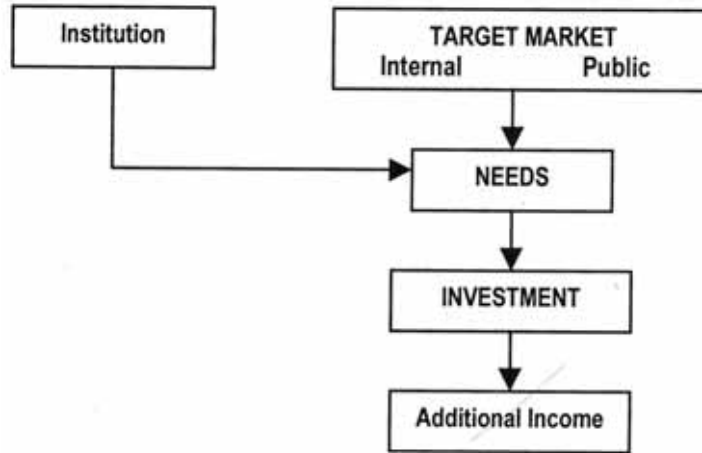 Institution
TARGET MARKET
Internal Public
NEEDS
INVESTMENT
Additional Income